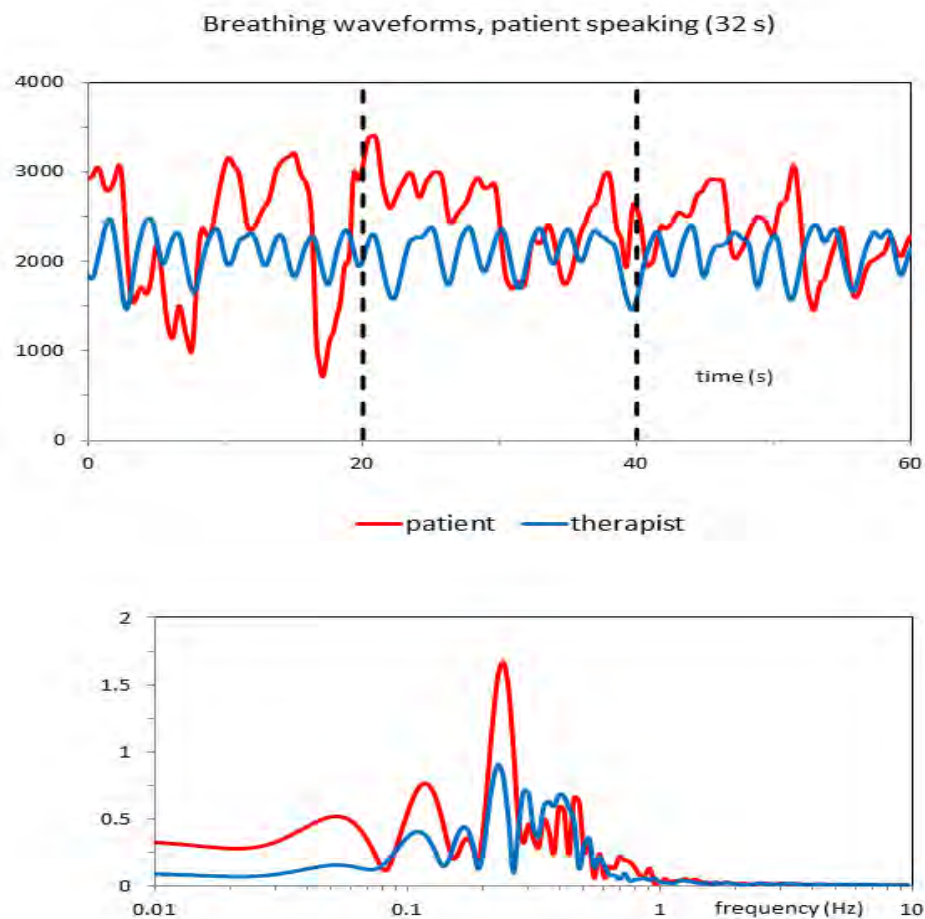 Breathing waveforms, patient speaking (32 s)
4000
3000
2000
1000
0
time (s)
0 20 40 60
patient therapist
2
1.5
1
0.5
0
frequency (Hz)
0.01 0.1 1 10